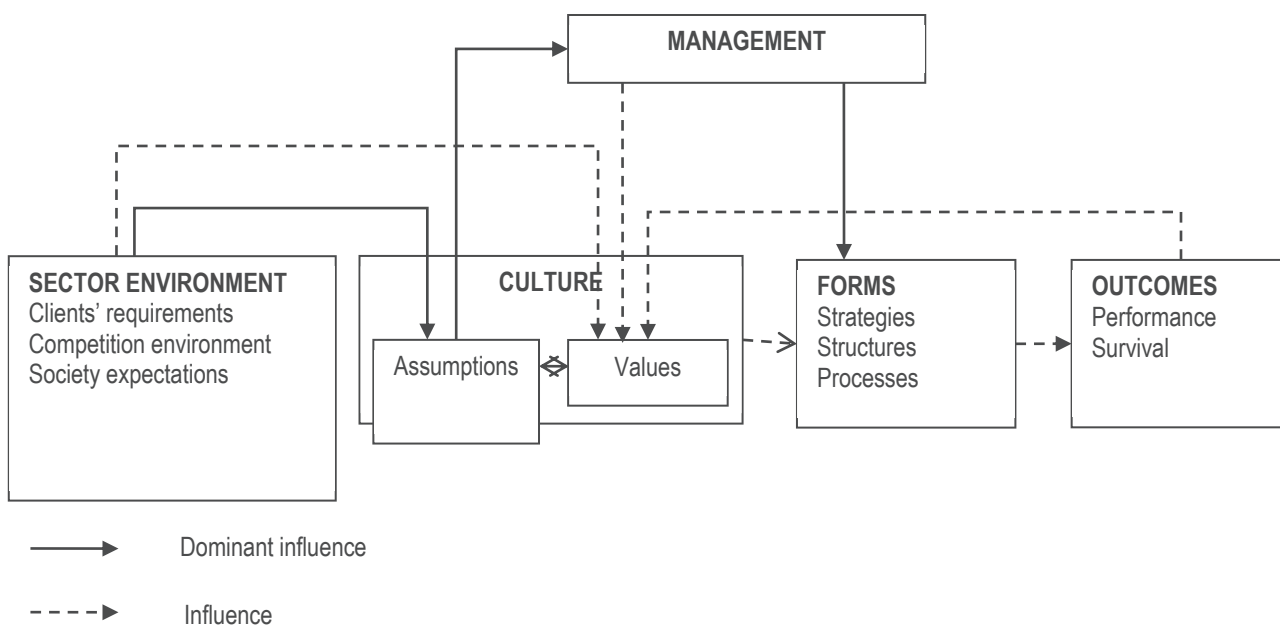 MANAGEMENT
SECTOR ENVIRONMENT
Clients’ requirements
Competition environment
Society expectations
CULTURE
Assumptions
Values
FORMS
Strategies
Structures
Processes
OUTCOMES
Performance
Survival
Dominant influence
Influence